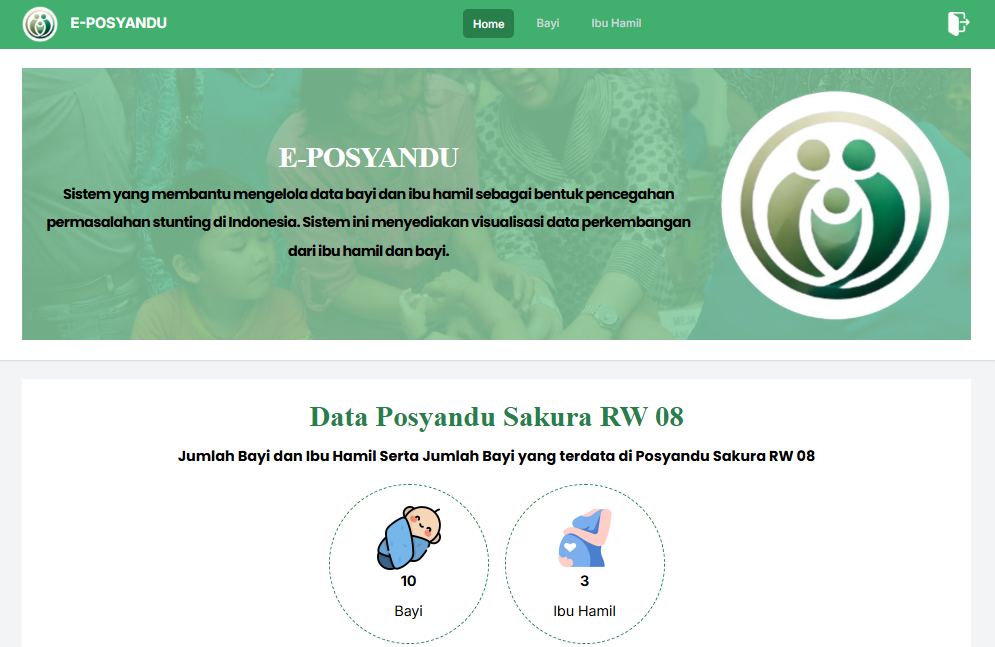 E-POSYANDU
Home
Bayi
Ibu Hamil
E-POSYANDU
Sistem yang membantu mengelola data bayi dan ibu hamil sebagai bentuk pencegahan
permasalahan stunting di Indonesia. Sistem ini menyediakan visualisasi data perkembangan
dari ibu hamil dan bayi.
Data Posyandu Sakura RW 08
Jumlah Bayi dan Ibu Hamil Serta Jumlah Bayi yang terdata di Posyandu Sakura RW 08
10
Bayi
3
Ibu Hamil